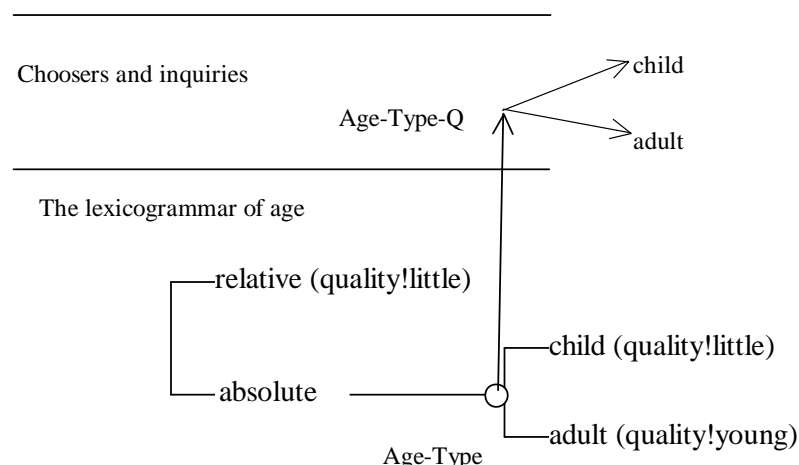 Choosers and inquiries
child
Age-Type-Q
adult
The lexicogrammar of age
relative (quality!little)
child (quality!little)
absolute
adult (quality!young)
Age-Type